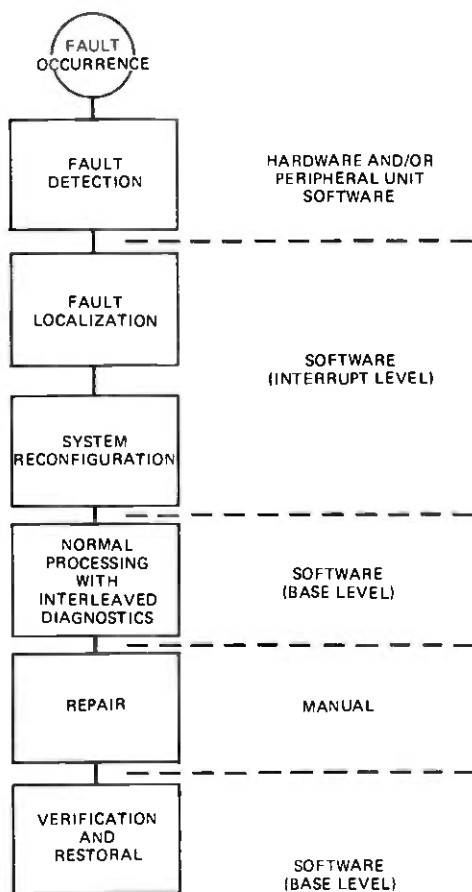 FAULT
OCCURRENCE
FAULT
DETECTION
HARDWARE AND/OR
PERIPHERAL UNIT
SOFTWARE
FAULT
LOCALIZATION
SOFTWARE
(INTERRUPT LEVEL)
SYSTEM
RECONFIGURATION
NORMAL
PROCESSING
WITH
INTERLEAVED
DIAGNOSTICS
SOFTWARE
(BASE LEVEL)
REPAIR
MANUAL
VERIFICATION
AND
RESTORAL
SOFTWARE
(BASE LEVEL)